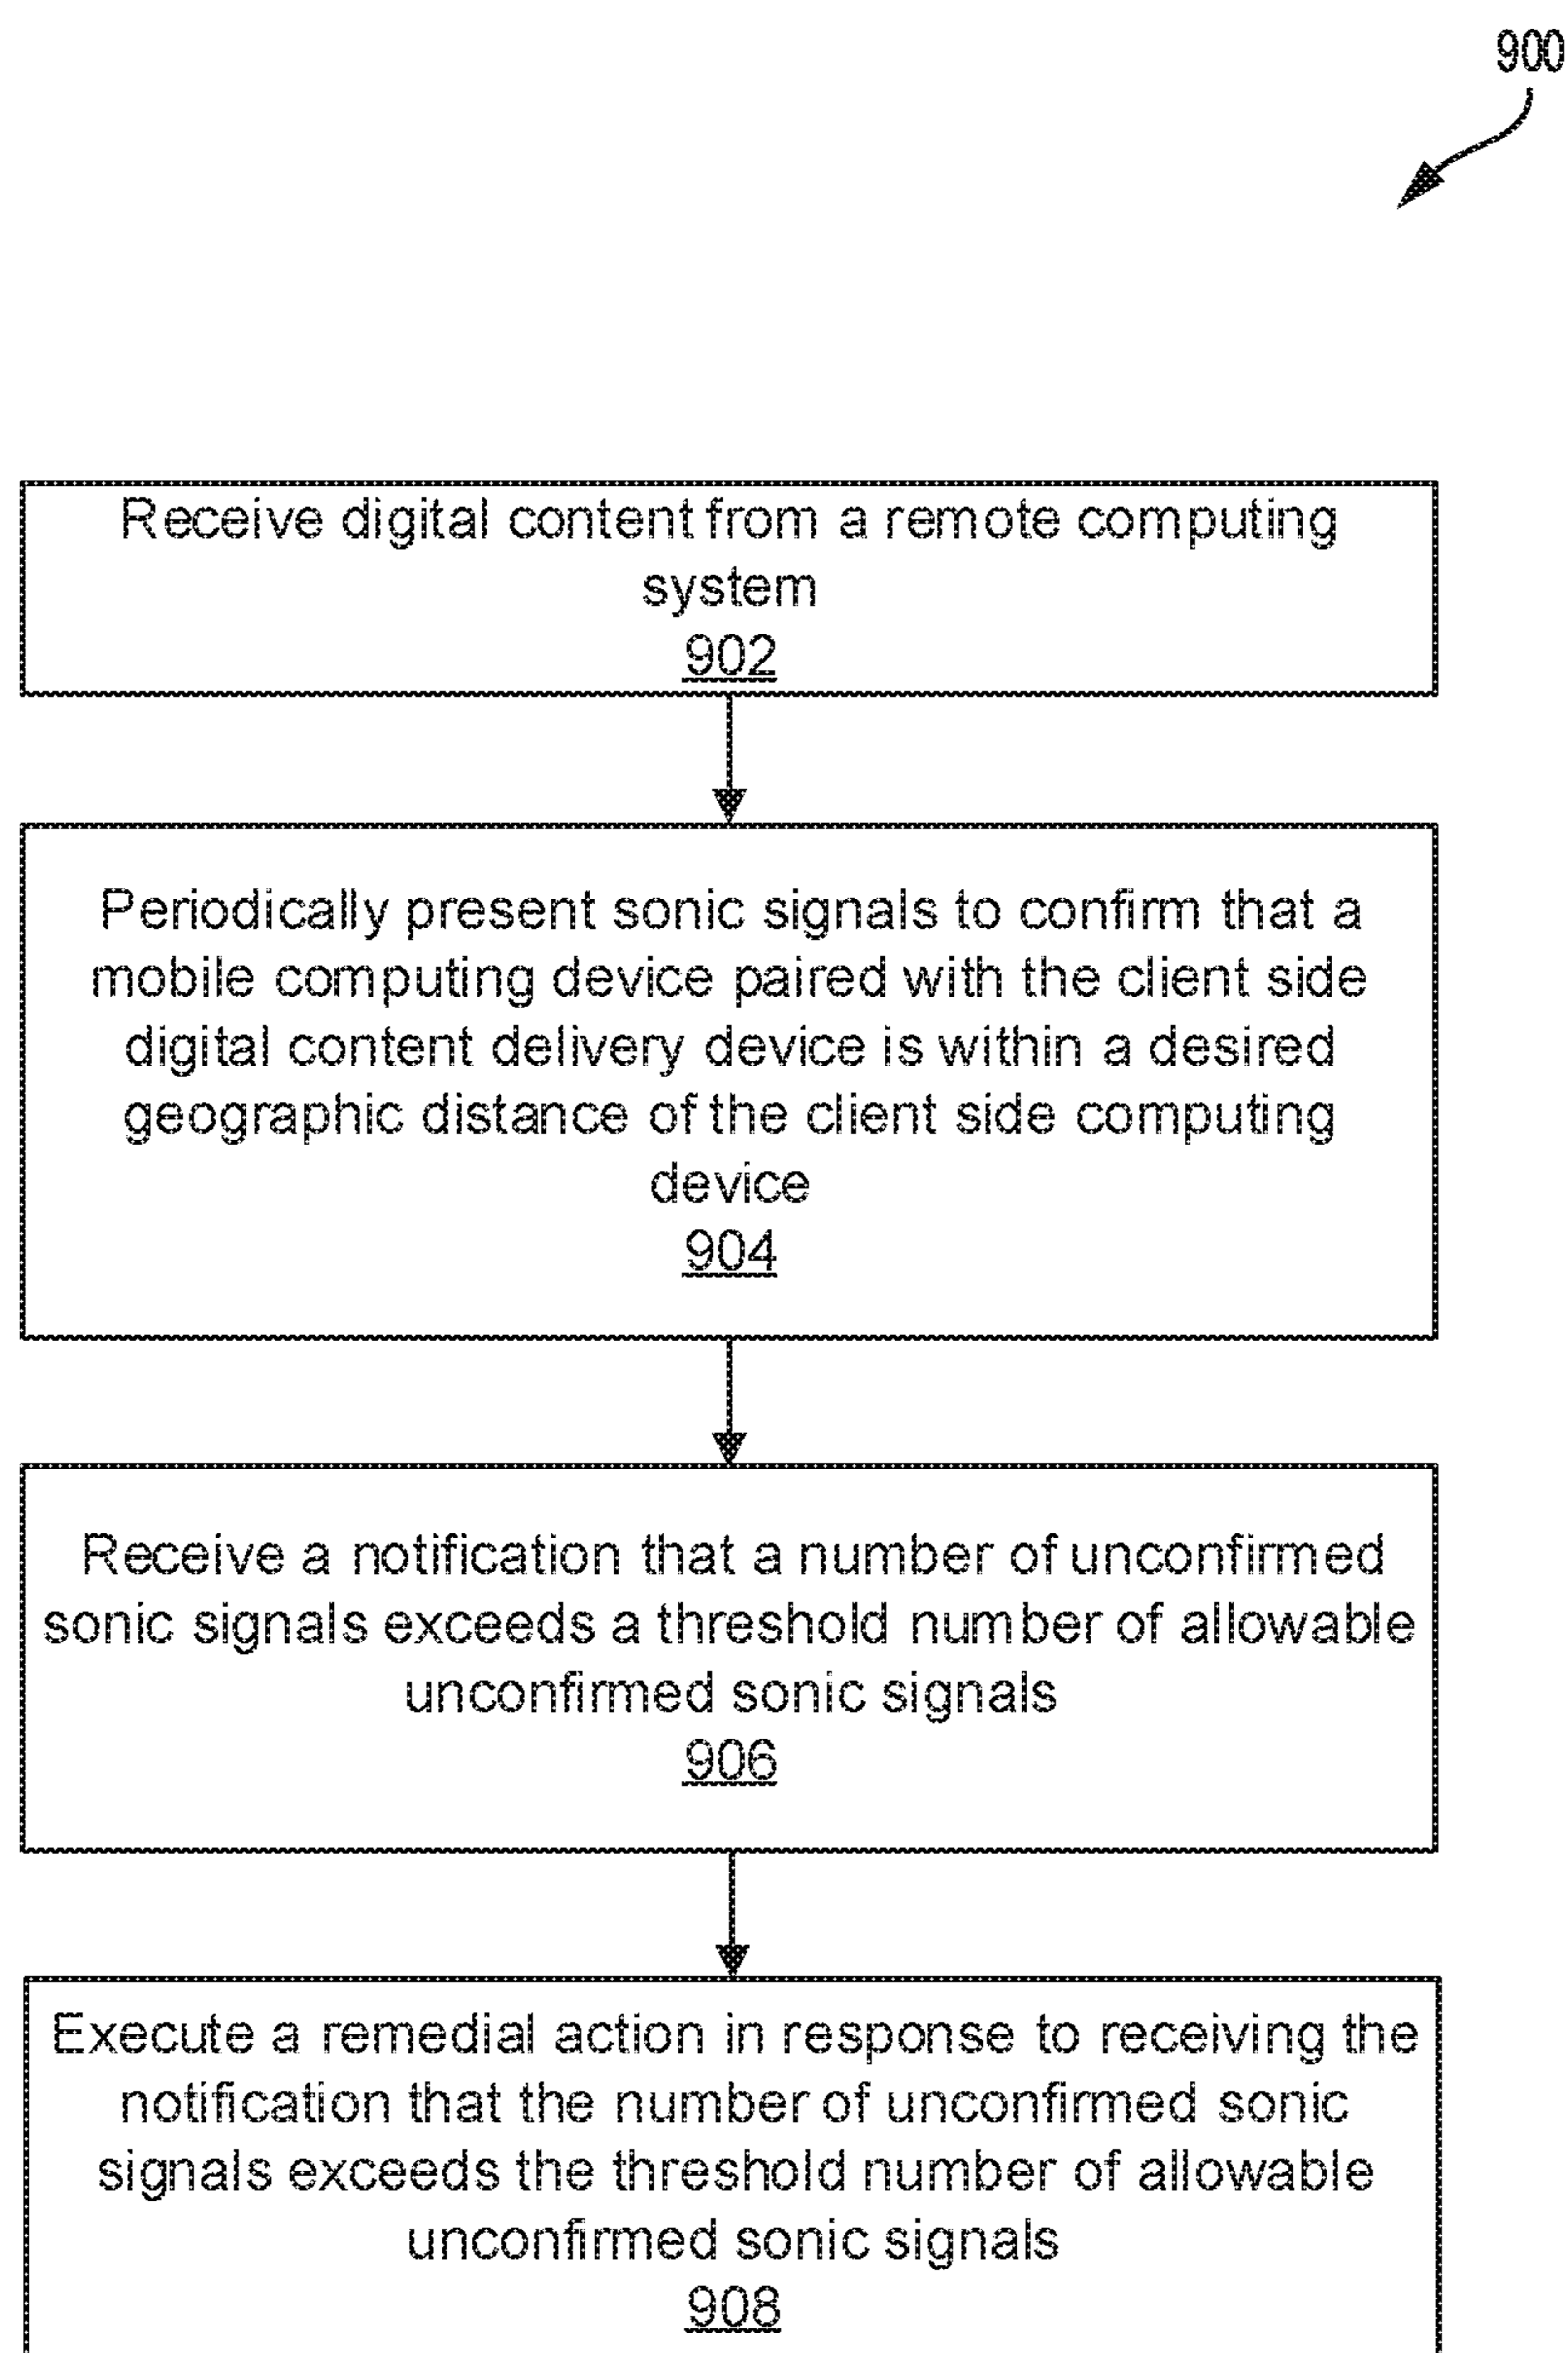 900
Receive digital content from a remote computing
system
902
Periodically present sonic signals to confirm that a
mobile computing device paired with the client side
digital content delivery device is within a desired
geographic distance of the client side computing
device
904
Receive a notification that a number of unconfirmed
sonic signals exceeds a threshold number of allowable
unconfirmed sonic signals
906
Execute a remedial action in response to receiving the
notification that the number of unconfirmed sonic
signals exceeds the threshold number of allowable
unconfirmed sonic signals
908